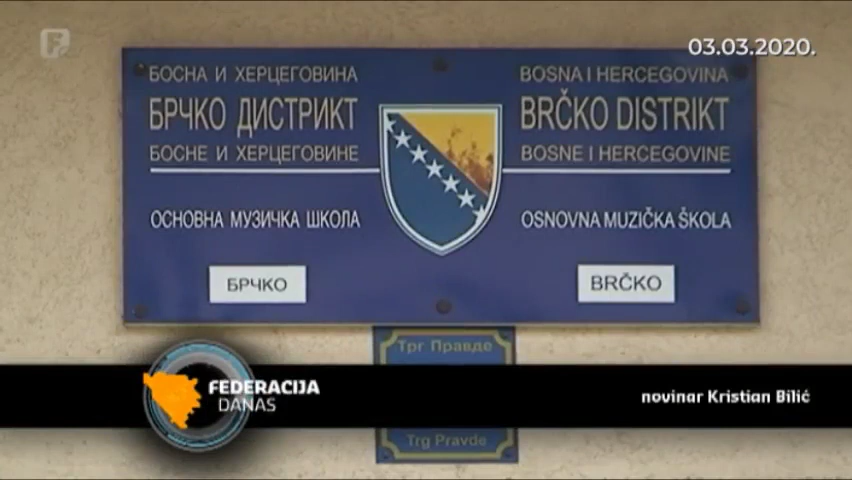 03.03.2020.
БОСНА И ХЕРЦЕГОВИНА
БРЧКО ДИСТРИКТ
БОСНЕ И ХЕРЦЕГОВИНЕ
ОСНОВНА МУЗИЧКА ШКОЛА
БРЧКО
BOSNA I HERCEGOVINA
BRČKO DISTRIKT
BOSNE I HERCEGOVINE
OSNOVNA MUZIČKA ŠKOLA
BRČKO
Трг Правде
FEDERACIJA
DANAS
novinar Kristian Bilić
Trg Pravde